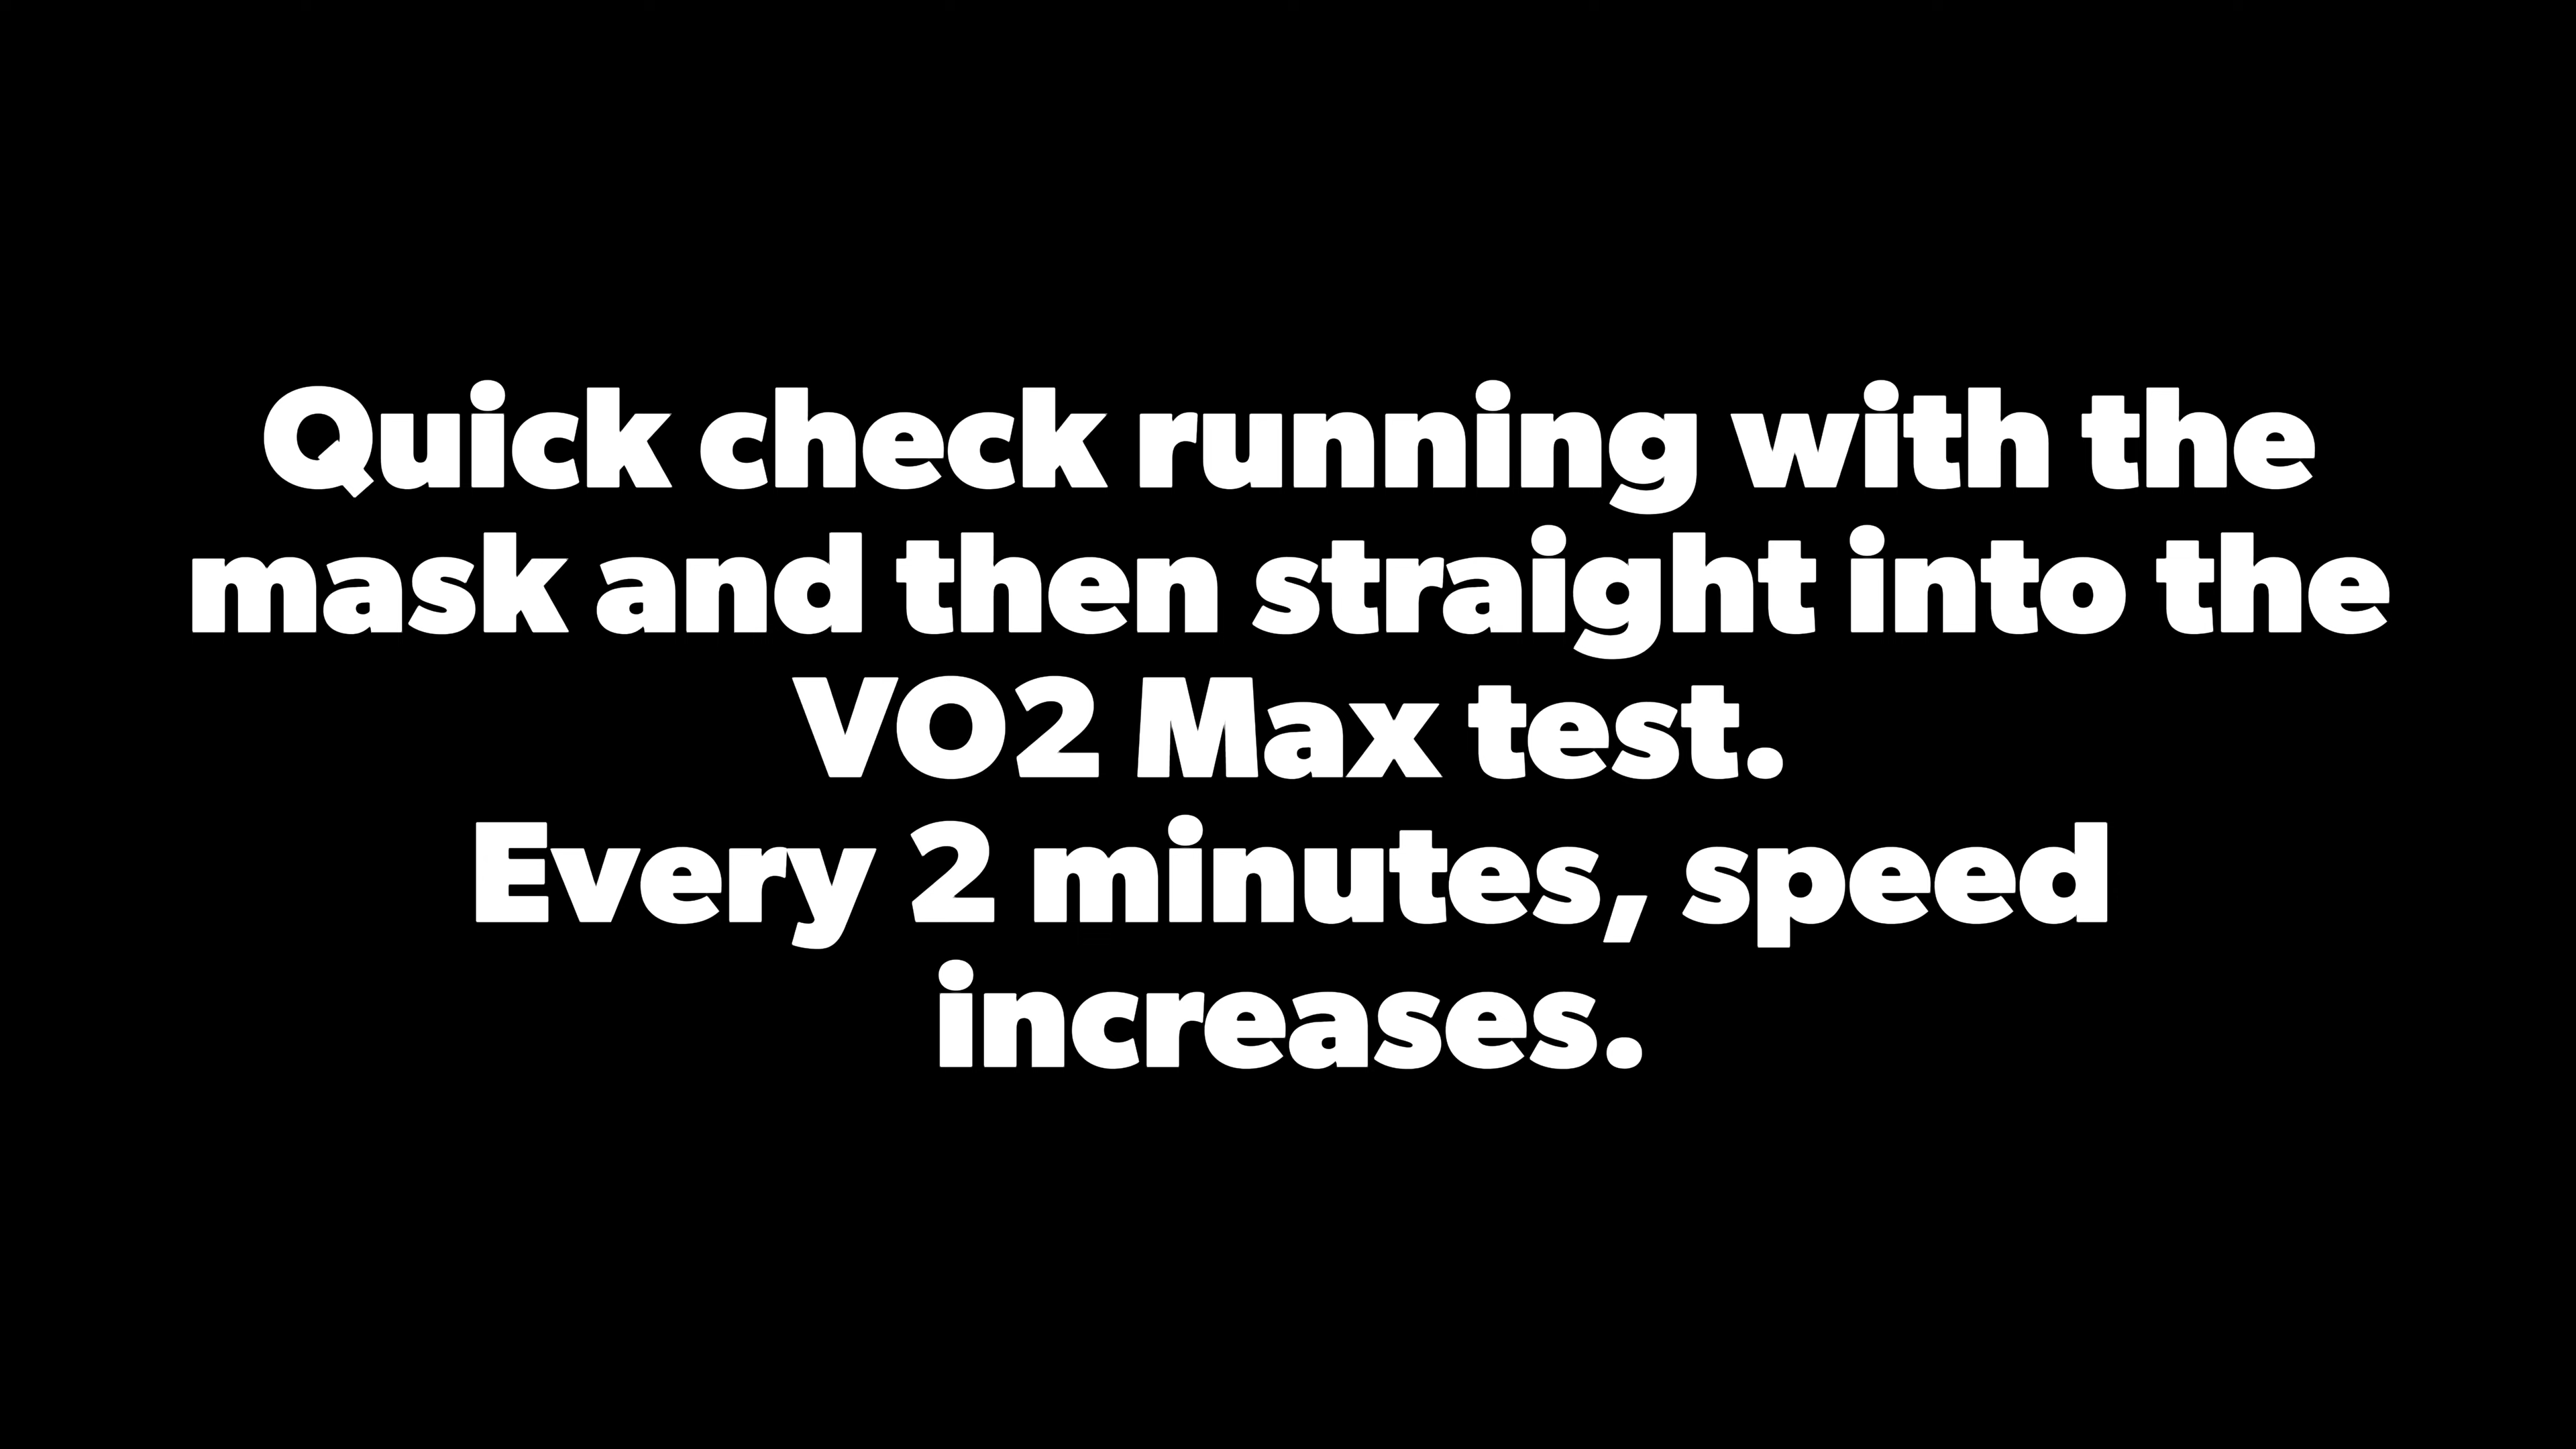 Quick check running with the
mask and then straight into the
VO2 Max test.
Every 2 minutes, speed
increases.